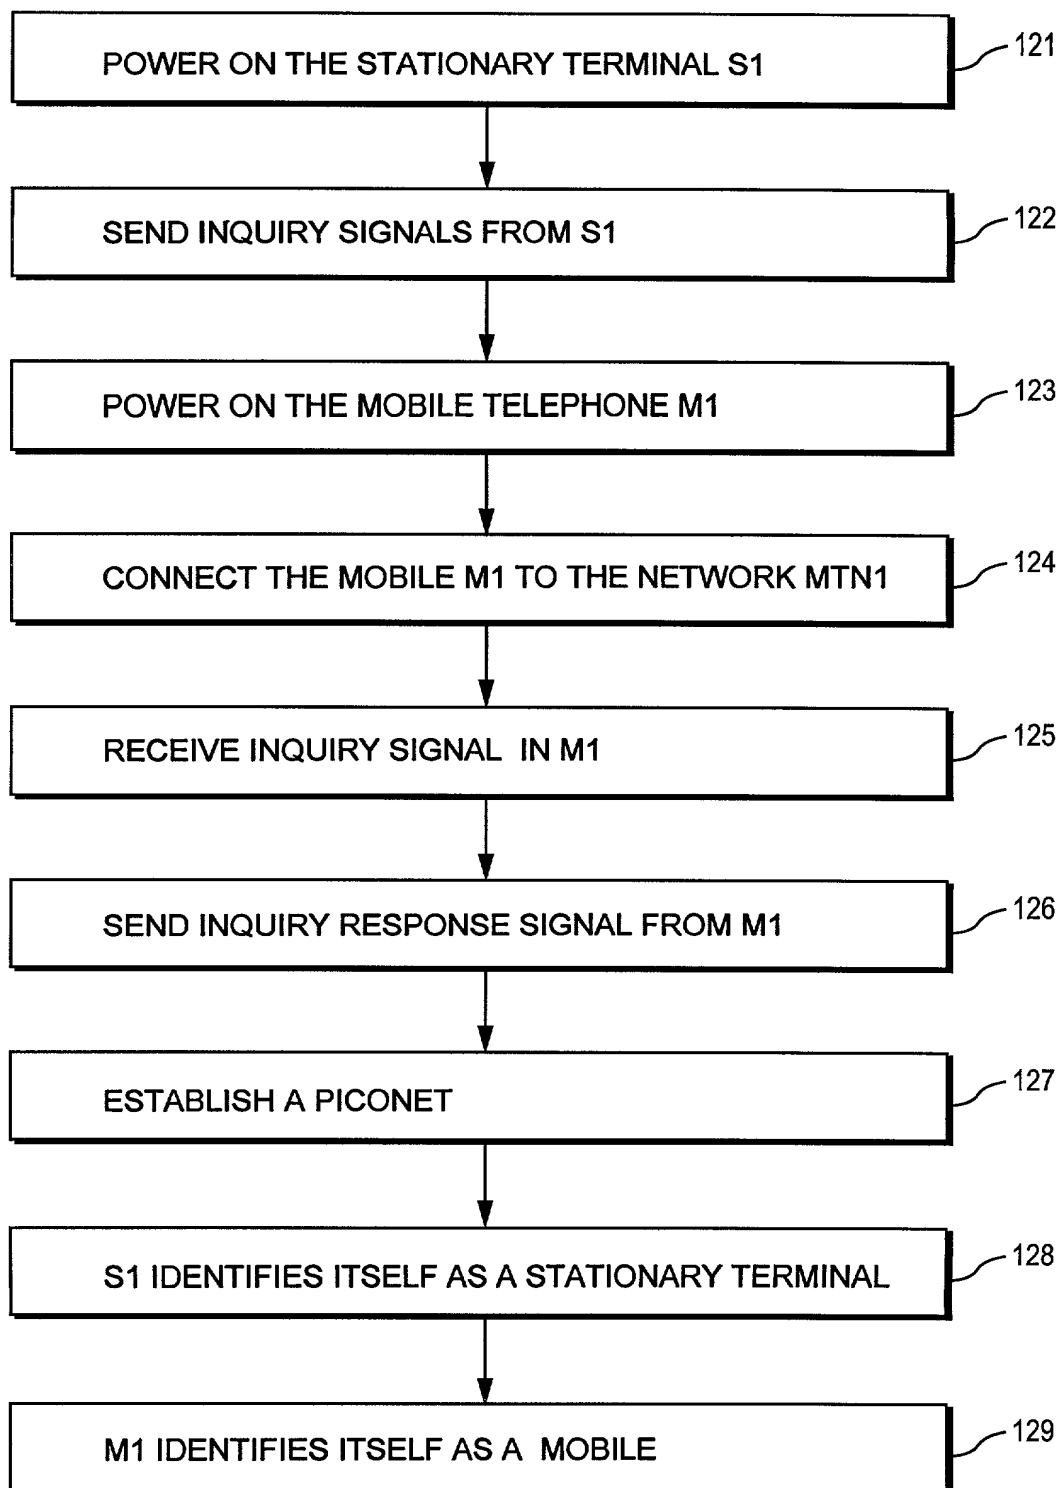 POWER ON THE STATIONARY TERMINAL S1
121
SEND INQUIRY SIGNALS FROM S1
122
POWER ON THE MOBILE TELEPHONE M1
123
CONNECT THE MOBILE M1 TO THE NETWORK MTN1
124
RECEIVE INQUIRY SIGNAL IN M1
125
SEND INQUIRY RESPONSE SIGNAL FROM M1
126
ESTABLISH A PICONET
127
S1 IDENTIFIES ITSELF AS A STATIONARY TERMINAL
128
M1 IDENTIFIES ITSELF AS A MOBILE
129